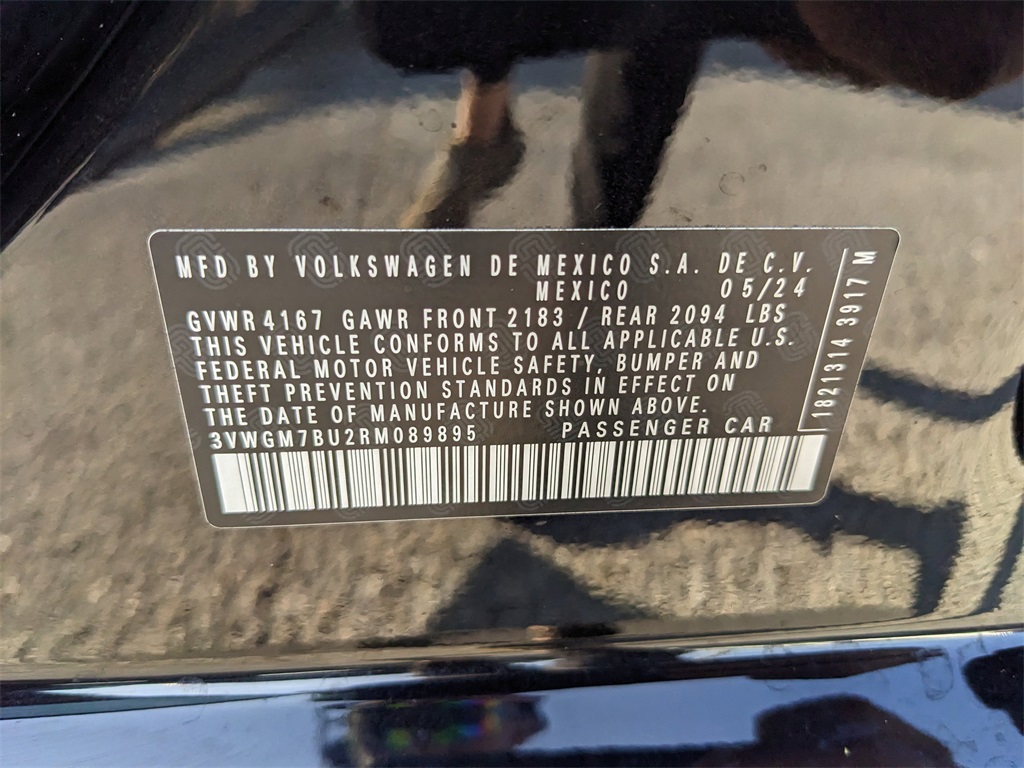 MFD BY VOLKSWAGEN DE MEXICO S.A. DE C.V.
MEXICO 05/24
GVWR 4167 GAWR FRONT 2183 / REAR 2094 LBS
THIS VEHICLE CONFORMS TO ALL APPLICABLE U.S.
FEDERAL MOTOR VEHICLE SAFETY, BUMPER AND
THEFT PREVENTION STANDARDS IN EFFECT ON
THE DATE OF MANUFACTURE SHOWN ABOVE.
3VWGM7BU2RM089895 PASSENGER CAR
1821314 3917 M